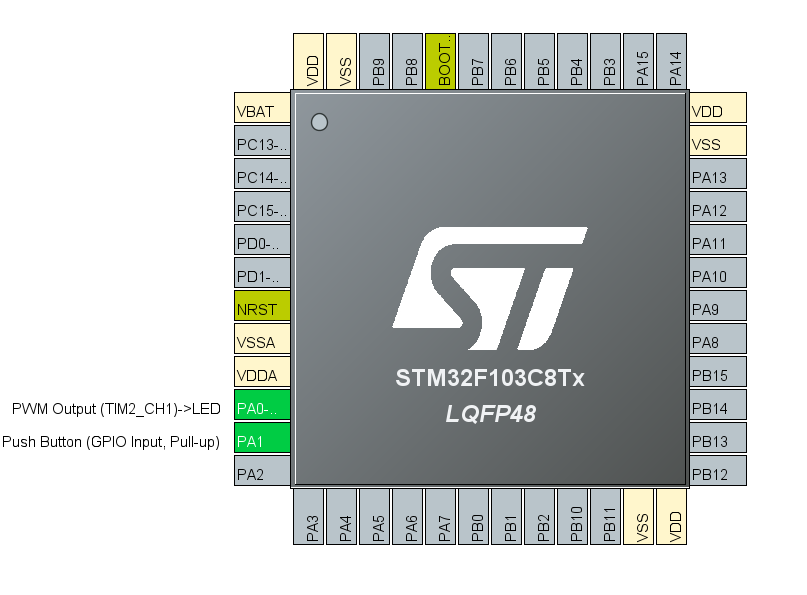 VDD
VSS
PB9
PB8
BOOT..
PB7
PB6
PB5
PB4
PB3
PA15
PA14
VBAT
PC13-..
PC14-..
PC15-..
PD0-..
PD1-..
NRST
VSSA
VDDA
PWM Output (TIM2_CH1)->LED
PA0-..
Push Button (GPIO Input, Pull-up)
PA1
PA2
ST
STM32F103C8Tx
LQFP48
VDD
VSS
PA13
PA12
PA11
PA10
PA9
PA8
PB15
PB14
PB13
PB12
PA3
PA4
PA5
PA6
PA7
PB0
PB1
PB2
PB10
PB11
VSS
VDD